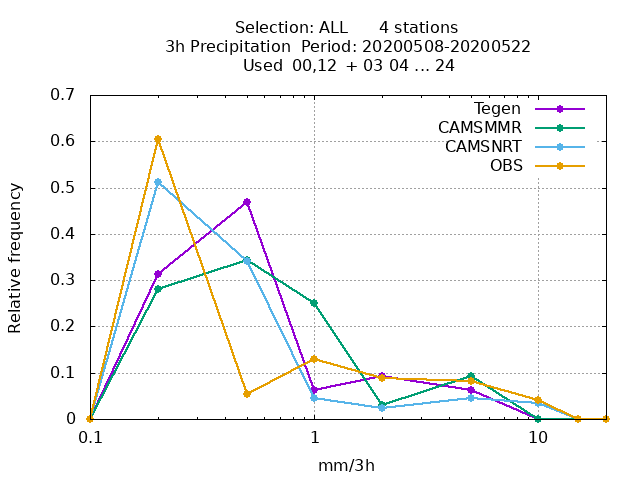 Selection: ALL 4 stations
3h Precipitation Period: 20200508-20200522
Used 00,12 + 03 04 ... 24
0.7
0.6
0.5
0.4
0.3
0.2
0.1
0
Relative frequency
Tegen
CAMSMMR
CAMSNRT
OBS
0.1 1 10
mm/3h